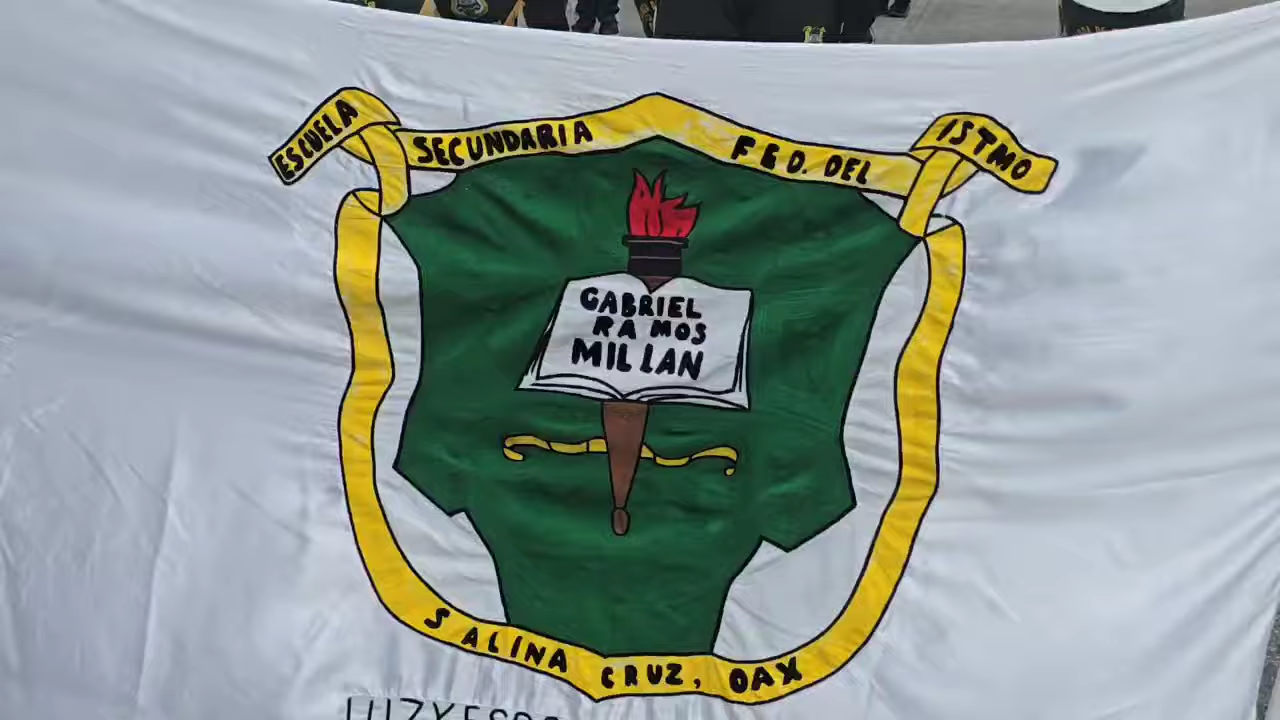 ESCUELA SECUNDARIA FED. DEL ISTMO
GABRIEL
RAMOS
MILLAN
SALINA CRUZ, OAX